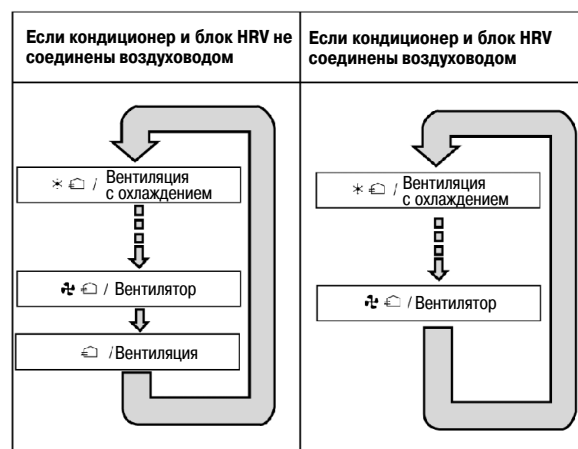 Если кондиционер и блок HRV не
соединены воздуховодом
Если кондиционер и блок HRV
соединены воздуховодом
/ Вентиляция
с охлаждением
/ Вентилятор
/Вентиляция
/ Вентиляция
с охлаждением
/ Вентилятор